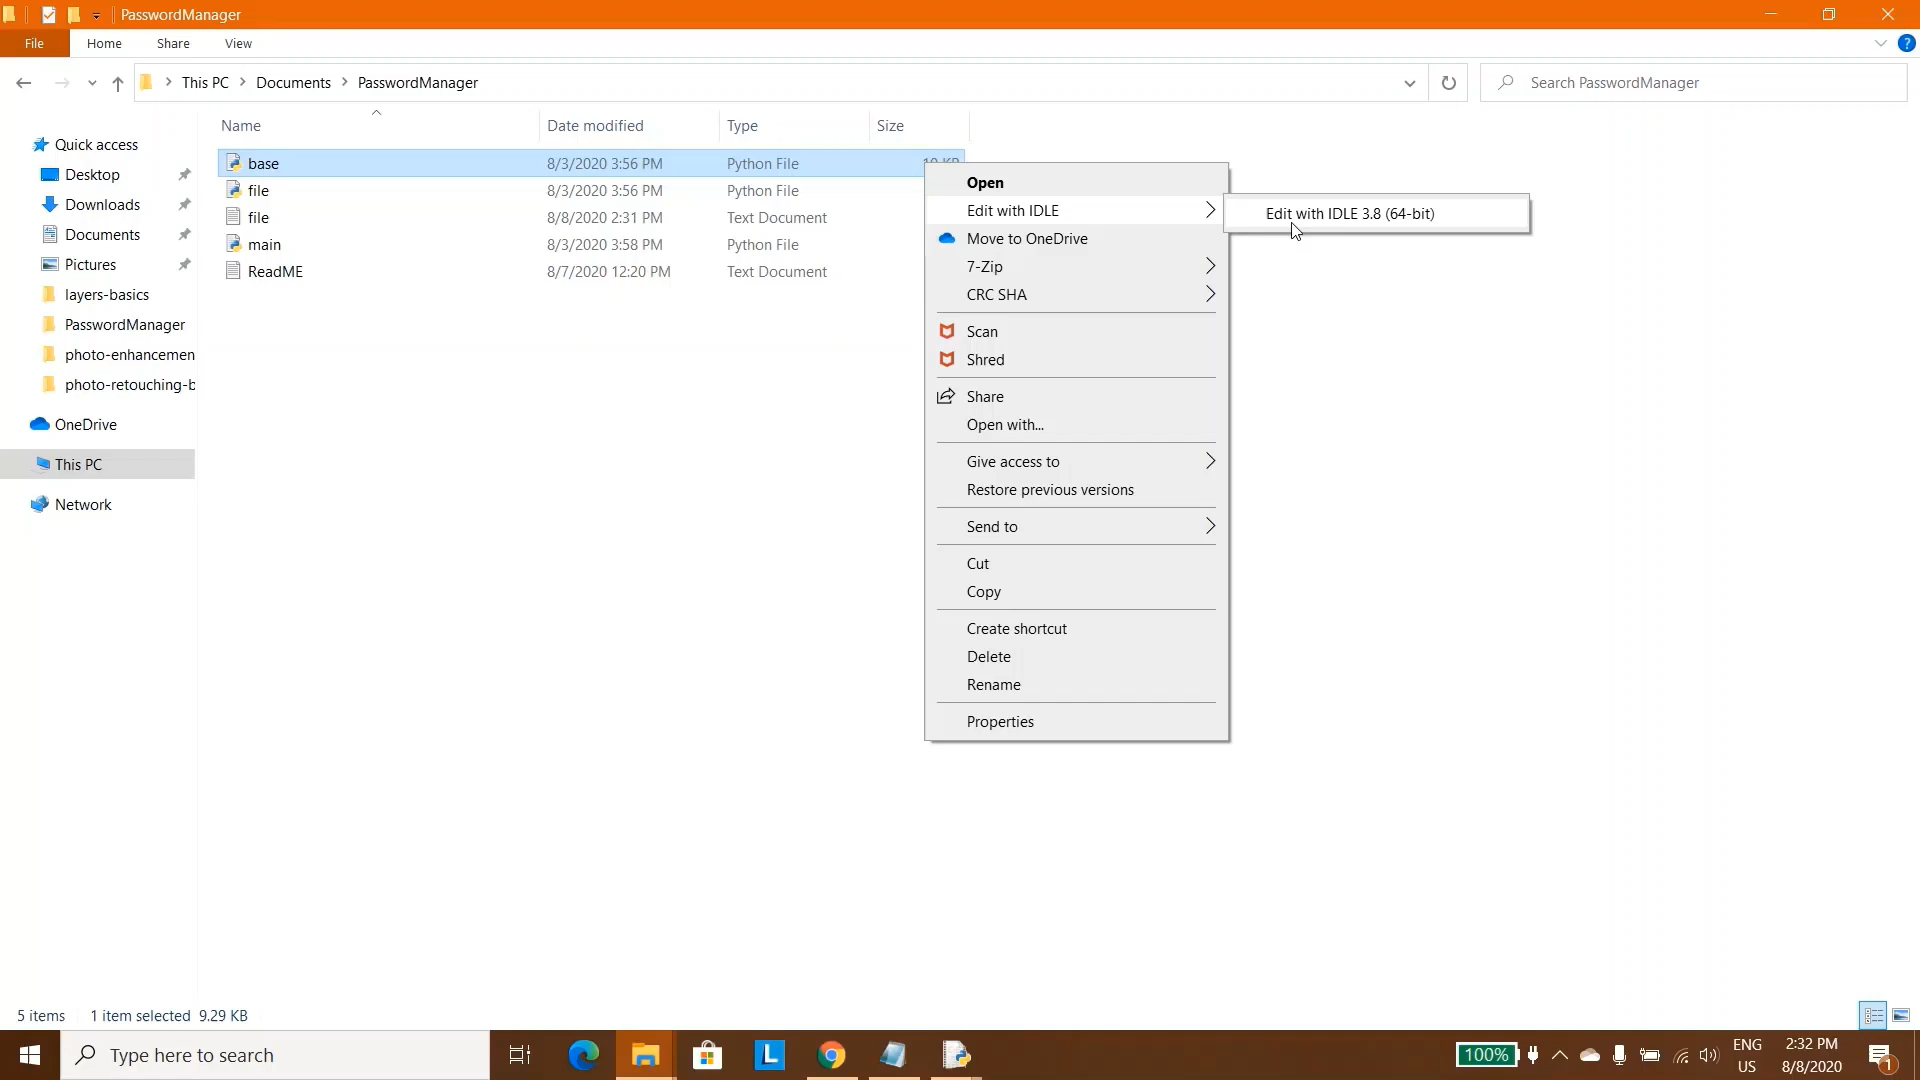 PasswordManager
File Home Share View
This PC Documents PasswordManager
Search PasswordManager
Name Date modified Type Size
Quick access
Desktop
Downloads
Documents
Pictures
layers-basics
PasswordManager
photo-enhancemen
photo-retouching-b
OneDrive
This PC
Network
base 8/3/2020 3:56 PM Python File
file 8/3/2020 3:56 PM Python File
file 8/8/2020 2:31 PM Text Document
main 8/3/2020 3:58 PM Python File
ReadME 8/7/2020 12:20 PM Text Document
Open
Edit with IDLE
Edit with IDLE 3.8 (64-bit)
Move to OneDrive
7-Zip
CRC SHA
Scan
Shred
Share
Open with...
Give access to
Restore previous versions
Send to
Cut
Copy
Create shortcut
Delete
Rename
Properties
5 items 1 item selected 9.29 KB
Type here to search
L
100%
ENG
US
2:32 PM
8/8/2020
1